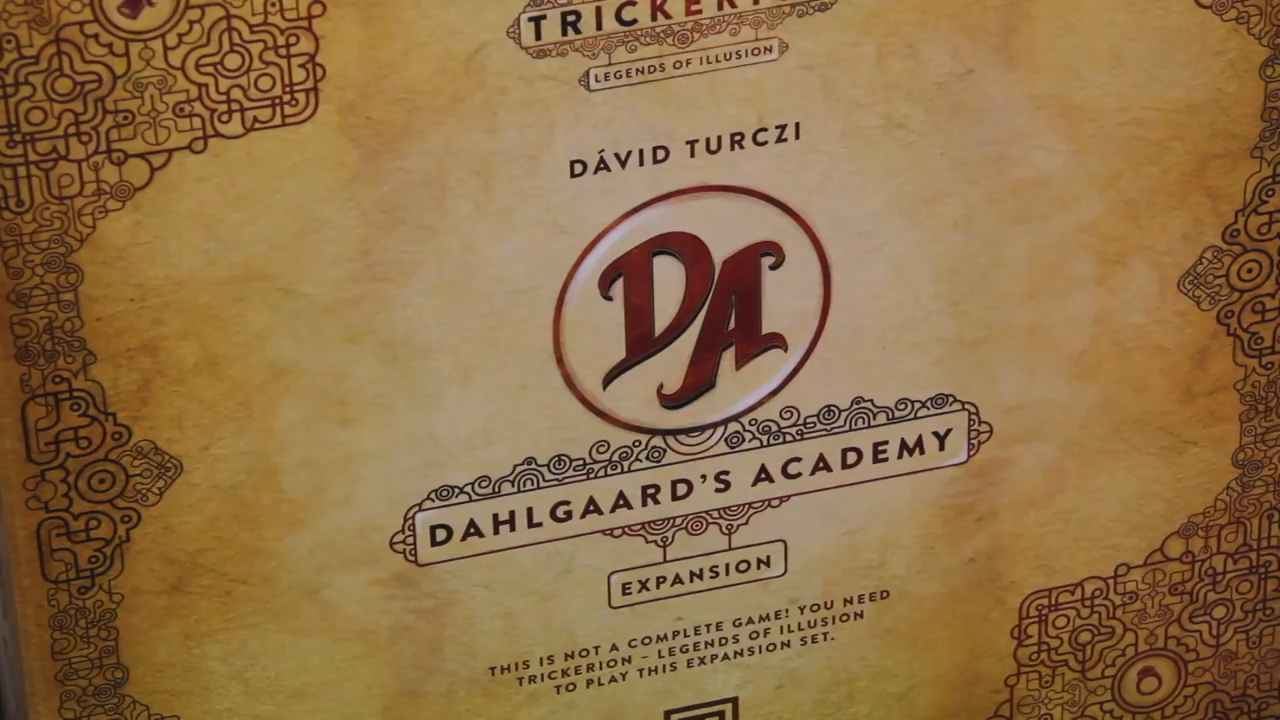 TRICKERI
LEGENDS OF ILLUSION
DÁVID TURCZI
DA
DAHLGAARD'S ACADEMY
EXPANSION
THIS IS NOT A COMPLETE GAME! YOU NEED
TRICKERION – LEGENDS OF ILLUSION
TO PLAY THIS EXPANSION SET.